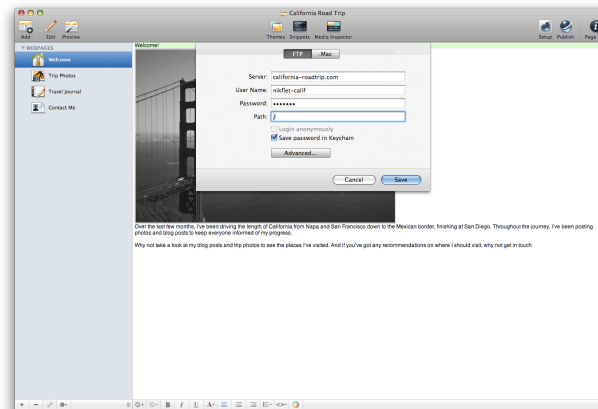 California Road Trip
Add Edit Preview
Themes Snippets Media Inspector
Setup Publish Page
WEBPAGES
Welcome
Trip Photos
Travel Journal
Contact Me
Welcome!
FTP .Mac
Server: california-roadtrip.com
User Name: nikflet-calif
Password: •••••••
Path: /
Login anonymously
Save password in Keychain
Advanced...
Cancel Save
Over the last few months, I've been driving the length of California from Napa and San Francisco down to the Mexican border, finishing at San Diego. Throughout the journey, I've been posting
photos and blog posts to keep everyone informed of my progress.
Why not take a look at my blog posts and trip photos to see the places I've visited. And if you've got any recommendations on where I should visit, why not get in touch
B I U A